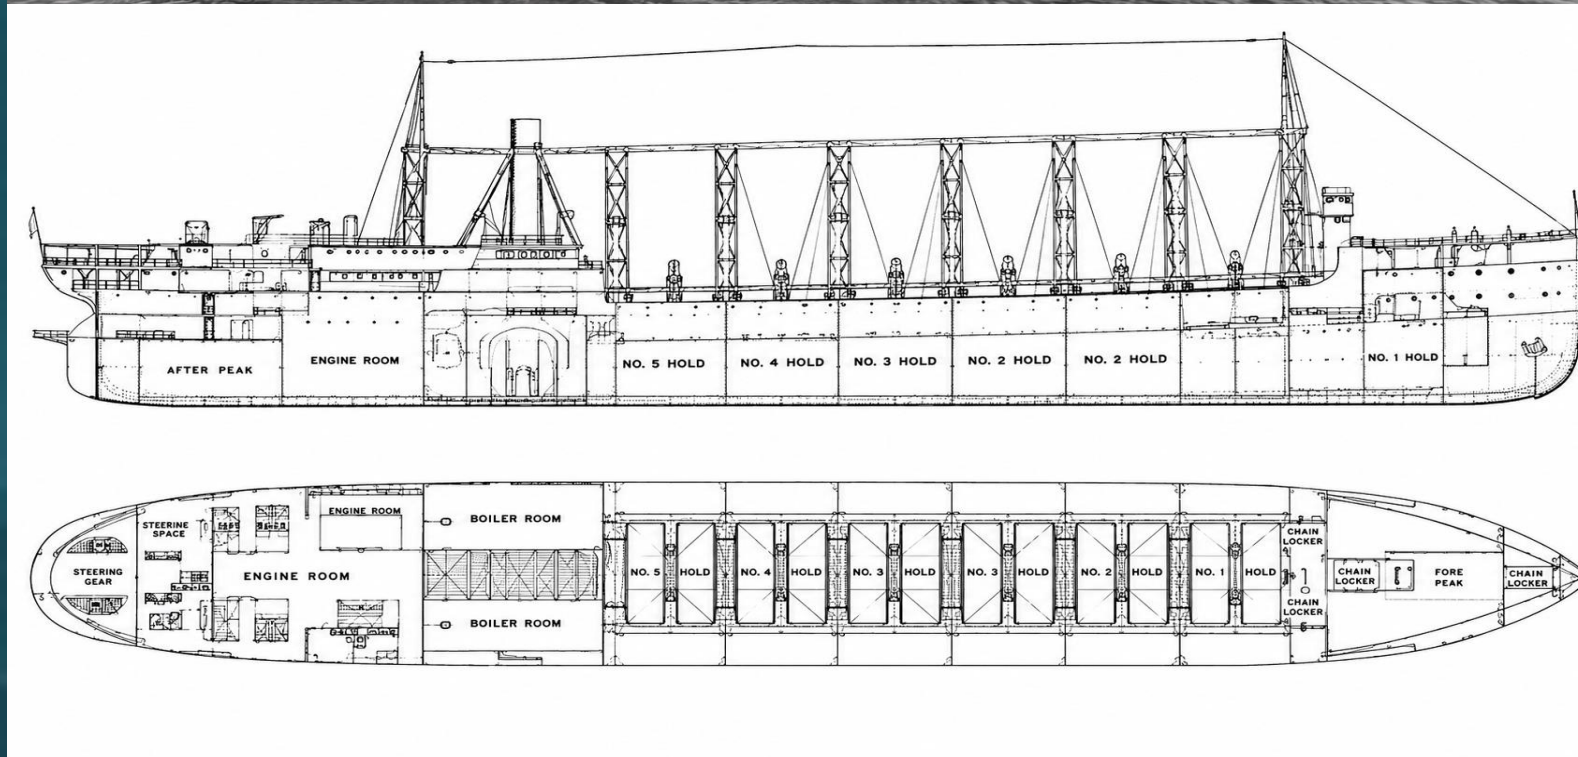 AFTER PEAK
ENGINE ROOM
NO. 5 HOLD
NO. 4 HOLD
NO. 3 HOLD
NO. 2 HOLD
NO. 2 HOLD
NO. 1 HOLD
STEERINE
SPACE
ENGINE ROOM
BOILER ROOM
STEERING
GEAR
ENGINE ROOM
NO. 5 HOLD
NO. 4 HOLD
NO. 3 HOLD
NO. 3 HOLD
NO. 2 HOLD
NO. 1 HOLD
CHAIN
LOCKER
CHAIN
LOCKER
FORE
PEAK
CHAIN
LOCKER
BOILER ROOM
CHAIN
LOCKER